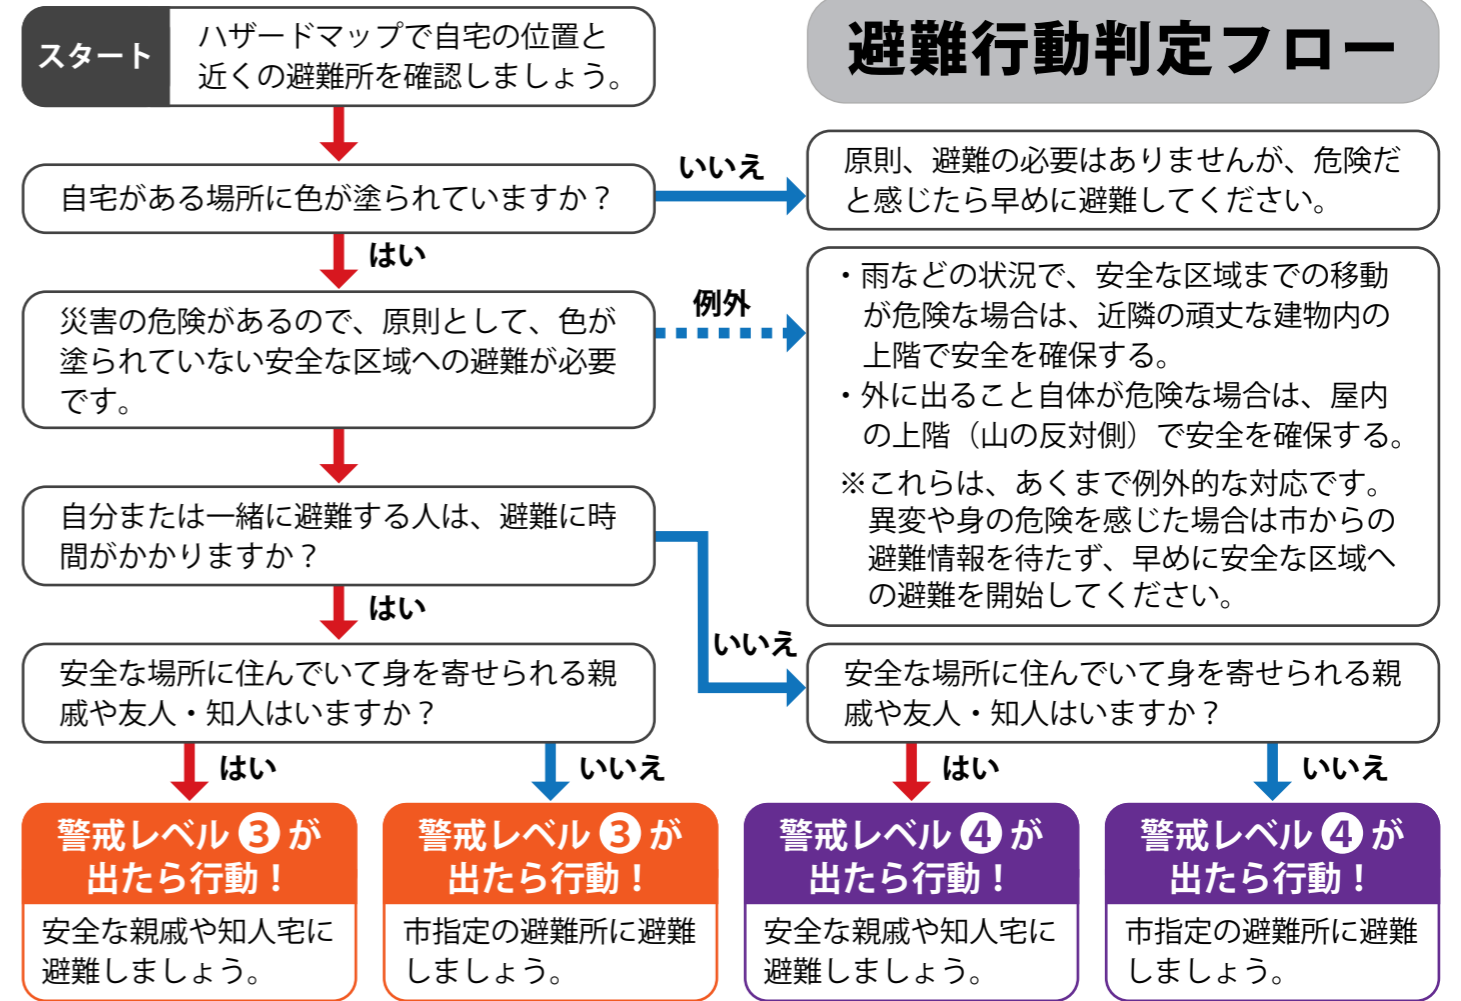 避難行動判定フロー
スタート
ハザードマップで自宅の位置と
近くの避難所を確認しましょう。
自宅がある場所に色が塗られていますか？
いいえ
原則、避難の必要はありませんが、危険だ
と感じたら早めに避難してください。
はい
災害の危険があるので、原則として、色が
塗られていない安全な区域への避難が必要
です。
例外
・雨などの状況で、安全な区域までの移動
が危険な場合は、近隣の頑丈な建物内の
上階で安全を確保する。
・外に出ること自体が危険な場合は、屋内
の上階（山の反対側）で安全を確保する。
※これらは、あくまで例外的な対応です。
異変や身の危険を感じた場合は市からの
避難情報を待たず、早めに安全な区域へ
の避難を開始してください。
自分または一緒に避難する人は、避難に時
間がかかりますか？
はい
いいえ
安全な場所に住んでいて身を寄せられる親
戚や友人・知人はいますか？
はい
いいえ
安全な場所に住んでいて身を寄せられる親
戚や友人・知人はいますか？
はい
いいえ
警戒レベル3が
出たら行動！
安全な親戚や知人宅に
避難しましょう。
警戒レベル3が
出たら行動！
市指定の避難所に避難
しましょう。
警戒レベル4が
出たら行動！
安全な親戚や知人宅に
避難しましょう。
警戒レベル4が
出たら行動！
市指定の避難所に避難
しましょう。